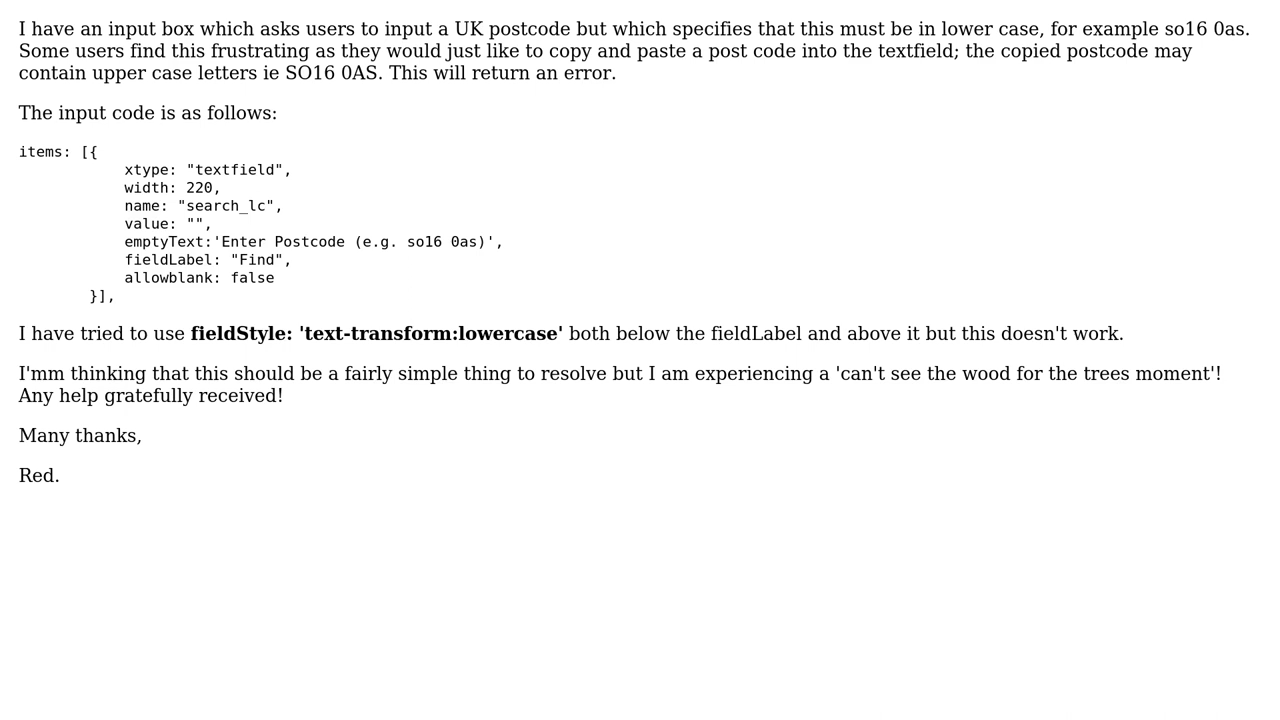 I have an input box which asks users to input a UK postcode but which specifies that this must be in lower case, for example so16 0as.
Some users find this frustrating as they would just like to copy and paste a post code into the textfield; the copied postcode may
contain upper case letters ie SO16 0AS. This will return an error.
The input code is as follows:
items: [{
            xtype: "textfield",
            width: 220,
            name: "search_lc",
            value: "",
            emptyText:'Enter Postcode (e.g. so16 0as)',
            fieldLabel: "Find",
            allowblank: false
        }],
I have tried to use fieldStyle: 'text-transform:lowercase' both below the fieldLabel and above it but this doesn't work.
I'mm thinking that this should be a fairly simple thing to resolve but I am experiencing a 'can't see the wood for the trees moment'!
Any help gratefully received!
Many thanks,
Red.